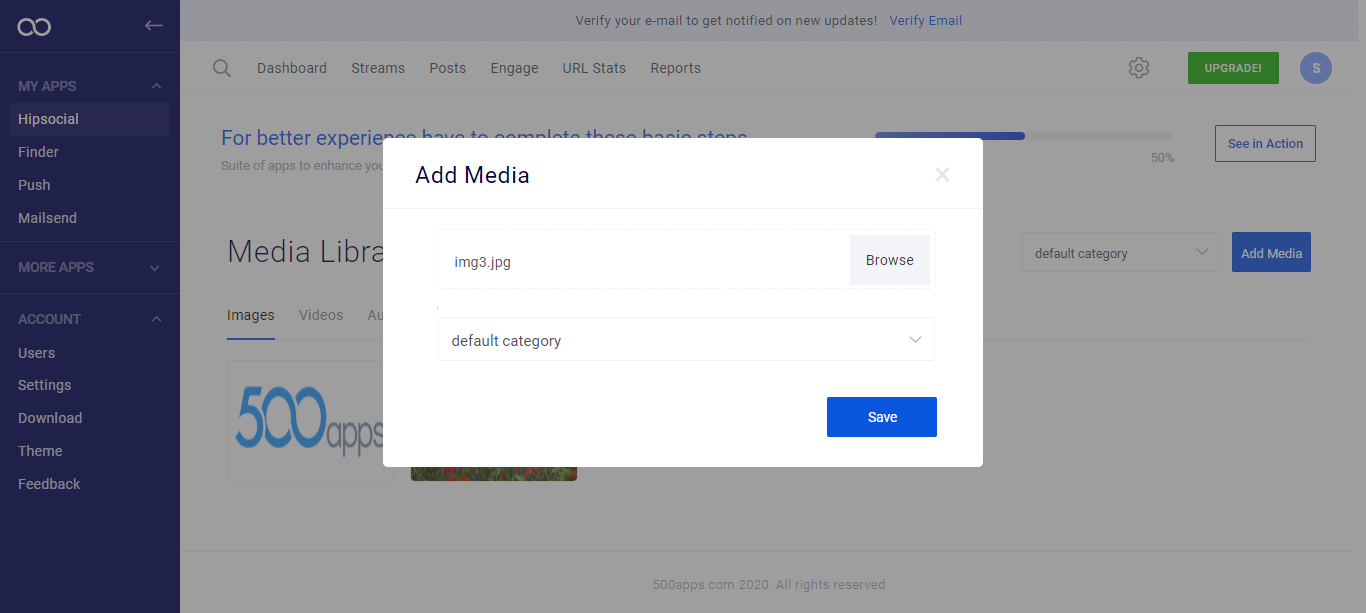 Verify your e-mail to get notified on new updates! Verify Email
MY APPS
Hipsocial
Finder
Push
Mailsend
MORE APPS
ACCOUNT
Users
Settings
Download
Theme
Feedback
Dashboard Streams Posts Engage URL Stats Reports UPGRADE! S
For better experience have to complete these basic steps
Suite of apps to enhance you
50%
See in Action
Media Libra
default category
Add Media
Images Videos Au
500apps
Add Media
img3.jpg
Browse
default category
Save
500apps.com 2020. All rights reserved